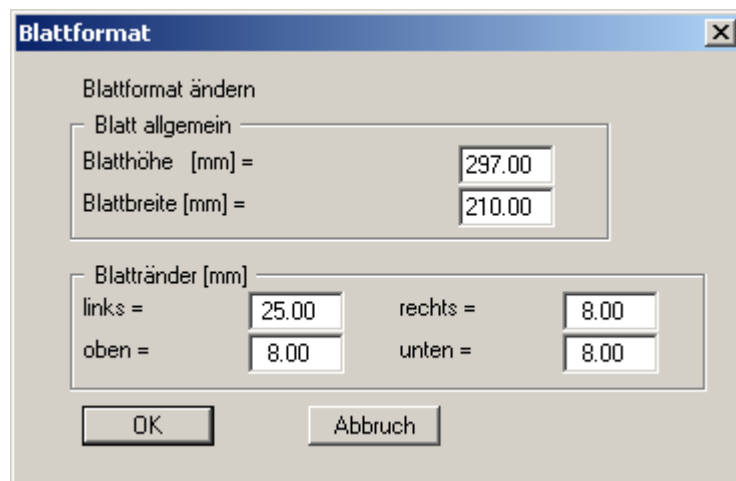 Blattformat
Blattformat ändern
Blatt allgemein
Blatthöhe [mm] = 297.00
Blattbreite [mm] = 210.00
Blattränder [mm]
links = 25.00 rechts = 8.00
oben = 8.00 unten = 8.00
OK Abbruch